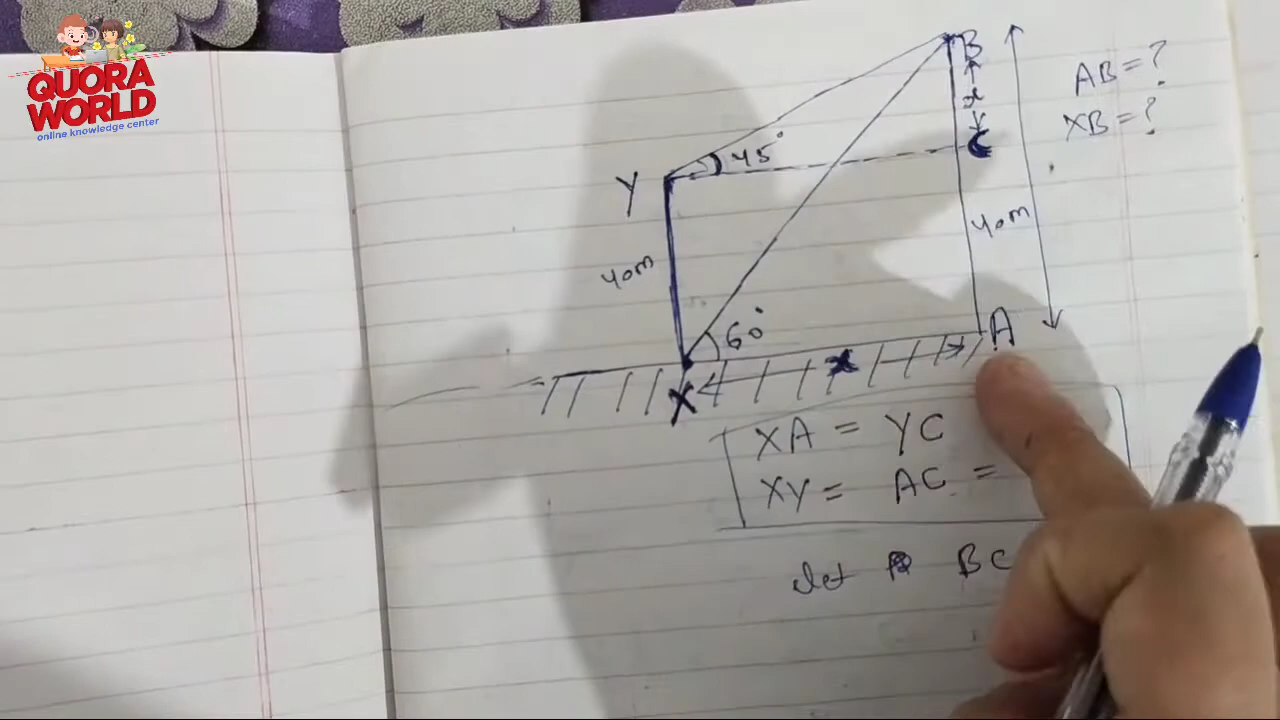 QUORA
WORLD
online knowledge center
B
AB = ?
XB = ?
C
45°
Y
40m
40m
60°
A
X
XA = YC
XY = AC =
let BC